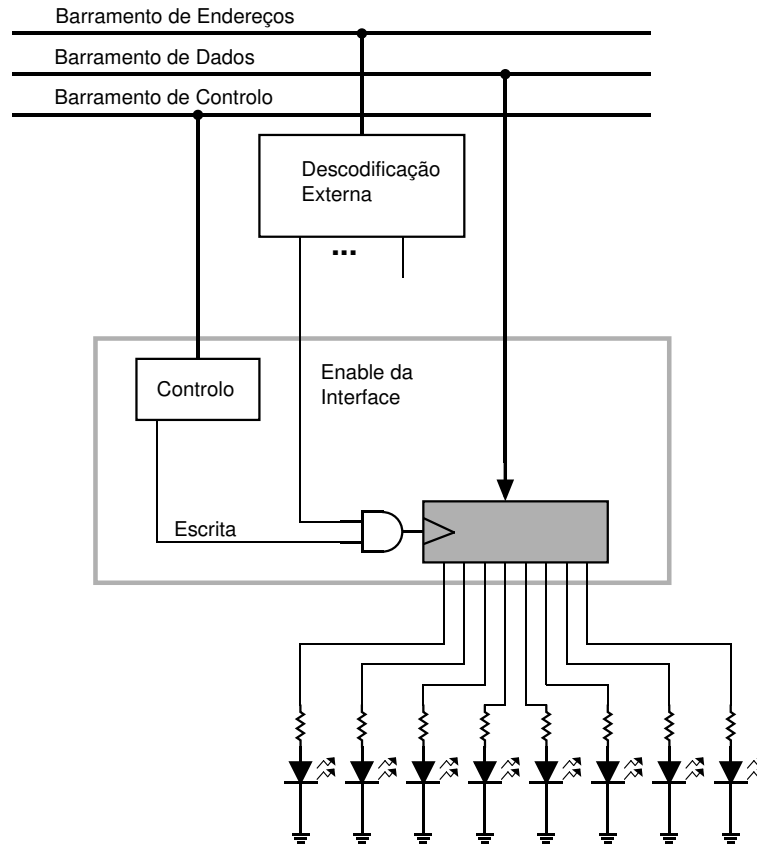 Barramento de Endereços
Barramento de Dados
Barramento de Controlo
Descodificação
Externa
...
Controlo
Enable da
Interface
Escrita